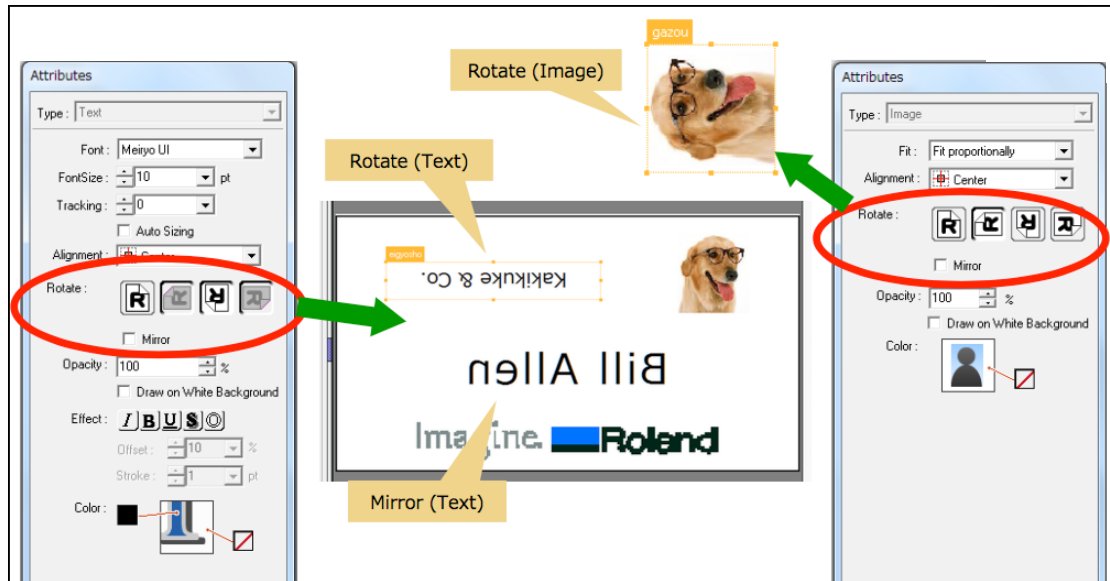 gazou
Rotate (Image)
Rotate (Text)
Attributes
Type : Text
Font : Meiryo UI
FontSize : 10 pt
Tracking : 0
Auto Sizing
Alignment : Center
Rotate :
R R R R
Mirror
Opacity : 100 %
Draw on White Background
Effect : I B U S O
Offset : 10 %
Stroke : 1 pt
Color :
eigyosho
Kakikuke & Co.
Bill Allen
Imagine. Roland
Mirror (Text)
Attributes
Type : Image
Fit : Fit proportionally
Alignment : Center
Rotate :
R R R R
Mirror
Opacity : 100 %
Draw on White Background
Color :